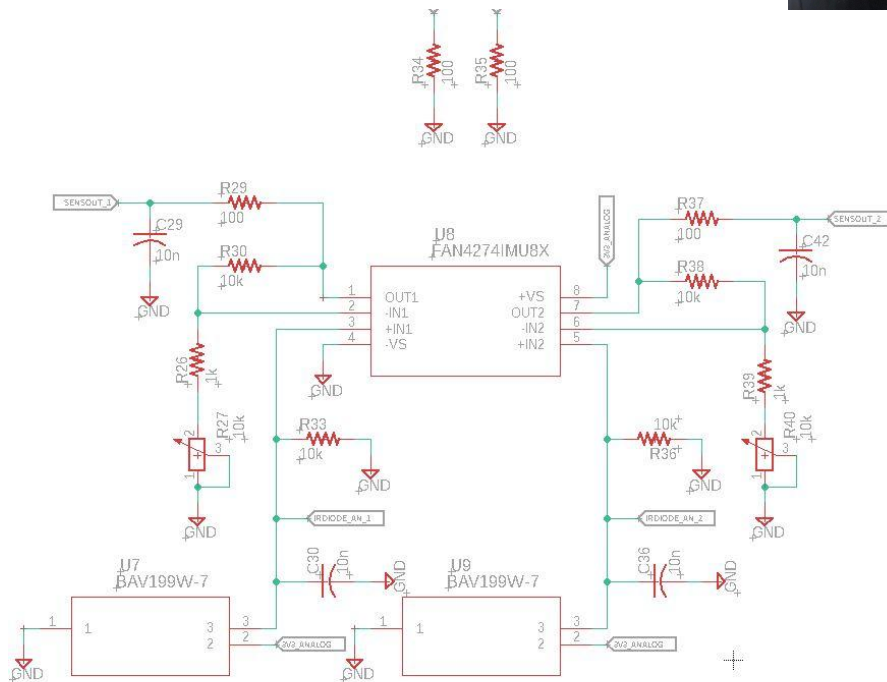 R34
100
R35
100
GND
GND
SENSOUT_1
R29
100
C29
10n
GND
R30
10k
U8
FAN4274IMU8X
1 OUT1
2 -IN1
3 +IN1
4 -VS
+VS 8
OUT2 7
-IN2 6
+IN2 5
GND
3V3_ANALOG
R37
100
SENSOUT_2
C42
10n
GND
R38
10k
R26
1k
R27
10k
2
3
1
GND
R33
10k
GND
10k
R36
GND
R39
1k
R40
10k
2
3
1
GND
IRDIODE_AN_1
IRDIODE_AN_2
C30
10n
GND
C36
10n
GND
U7
BAV199W-7
1 1
3 3
2 2
3V3_ANALOG
GND
U9
BAV199W-7
1 1
3 3
2 2
3V3_ANALOG
GND